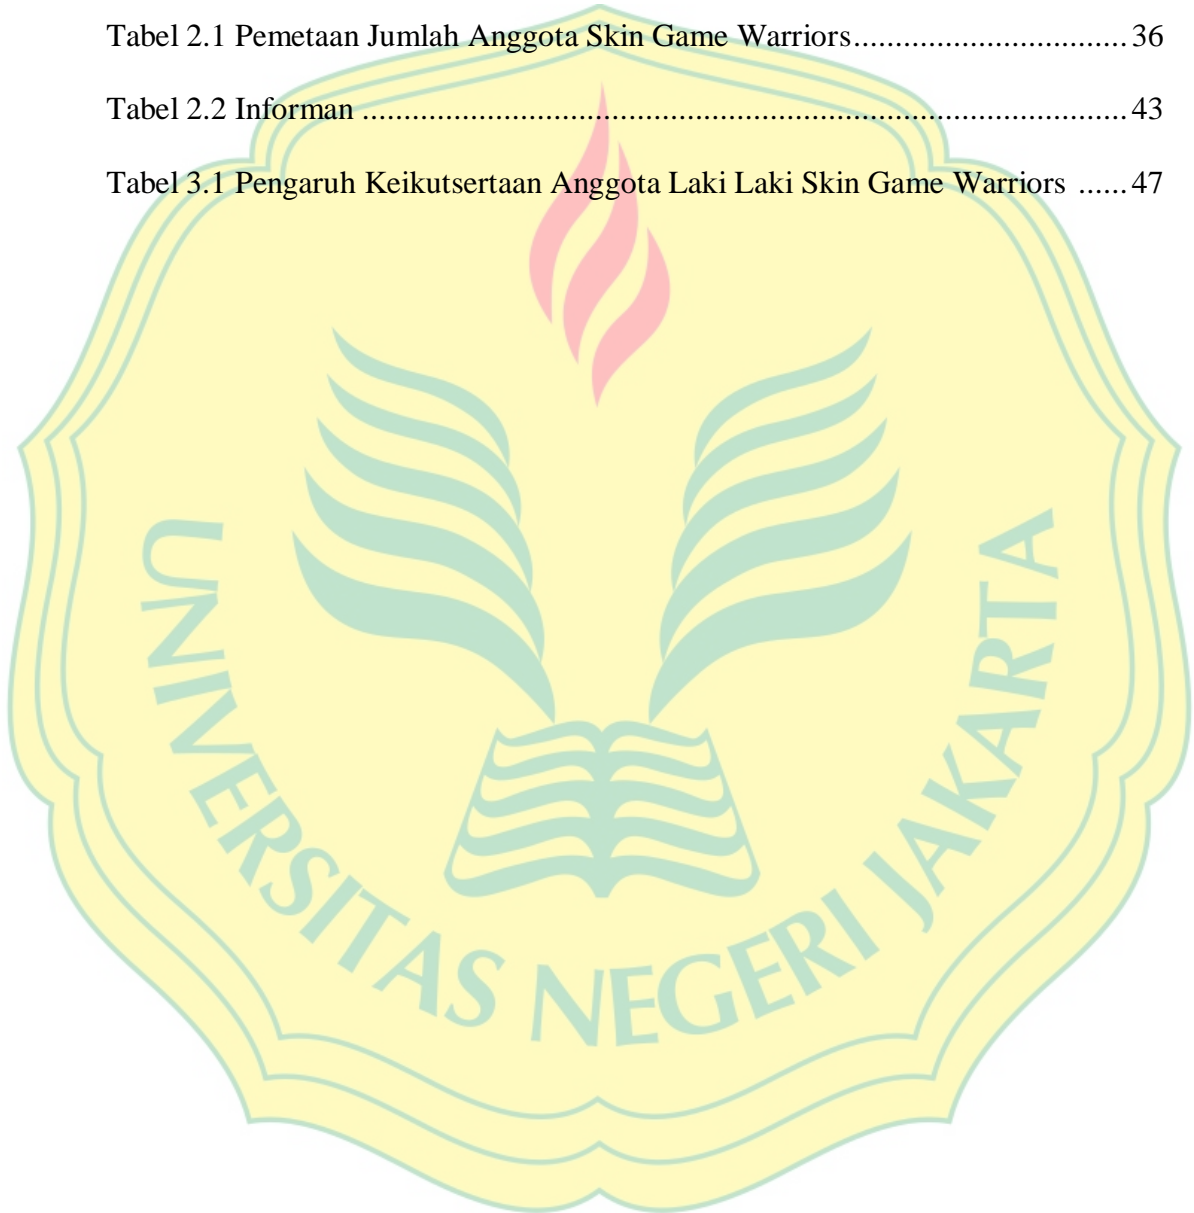 Tabel 2.1 Pemetaan Jumlah Anggota Skin Game Warriors................................ 36
Tabel 2.2 Informan ............................................................................................ 43
Tabel 3.1 Pengaruh Keikutsertaan Anggota Laki Laki Skin Game Warriors ...... 47
UNIVERSITAS NEGERI JAKARTA